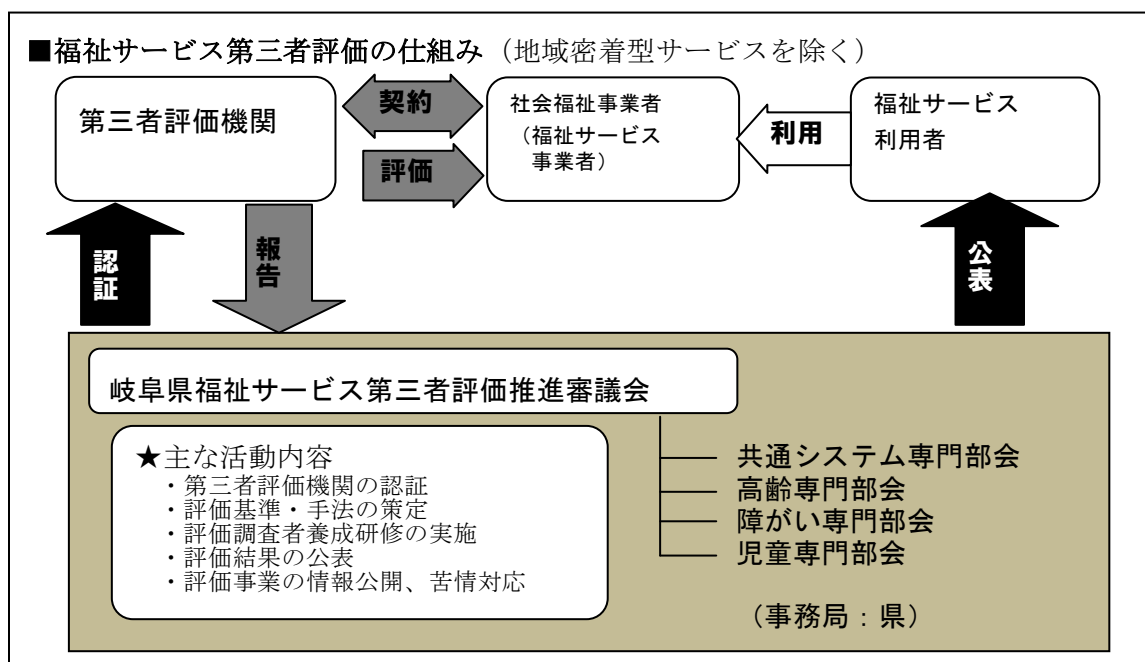 ■福祉サービス第三者評価の仕組み（地域密着型サービスを除く）
第三者評価機関
契約
評価
社会福祉事業者
（福祉サービス
事業者）
利用
福祉サービス
利用者
認証
報告
公表
岐阜県福祉サービス第三者評価推進審議会
★主な活動内容
・第三者評価機関の認証
・評価基準・手法の策定
・評価調査者養成研修の実施
・評価結果の公表
・評価事業の情報公開、苦情対応
共通システム専門部会
高齢専門部会
障がい専門部会
児童専門部会
（事務局：県）